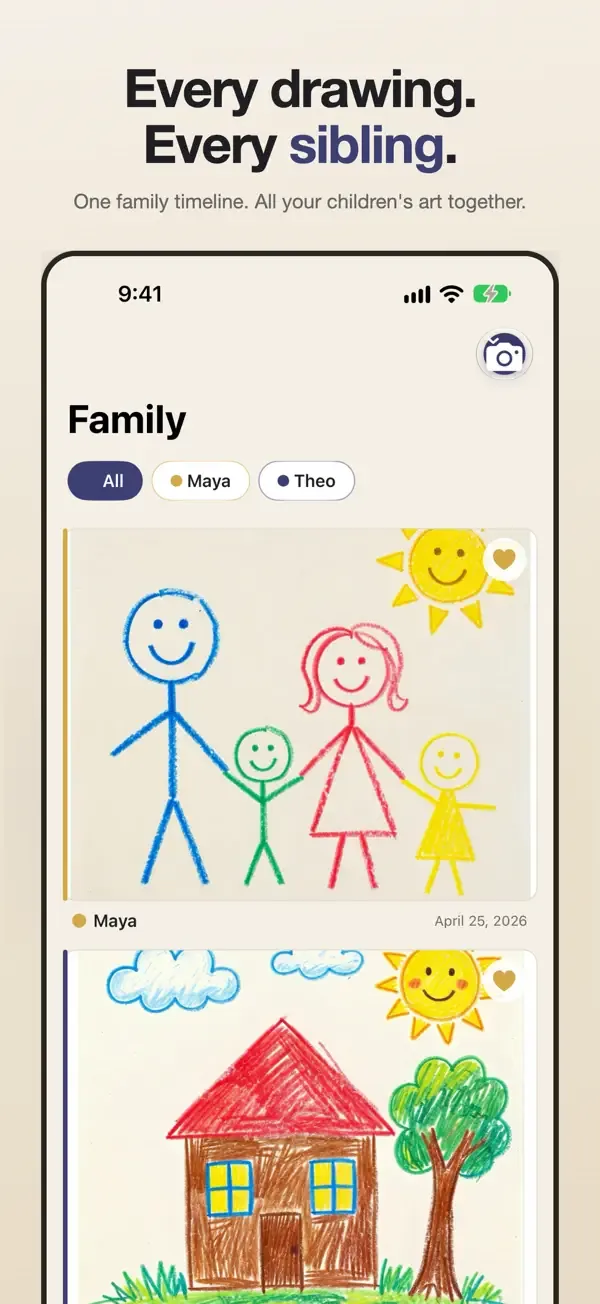 Every drawing.
Every sibling.
One family timeline. All your children's art together.
9:41
Family
All
Maya
Theo
Maya
April 25, 2026